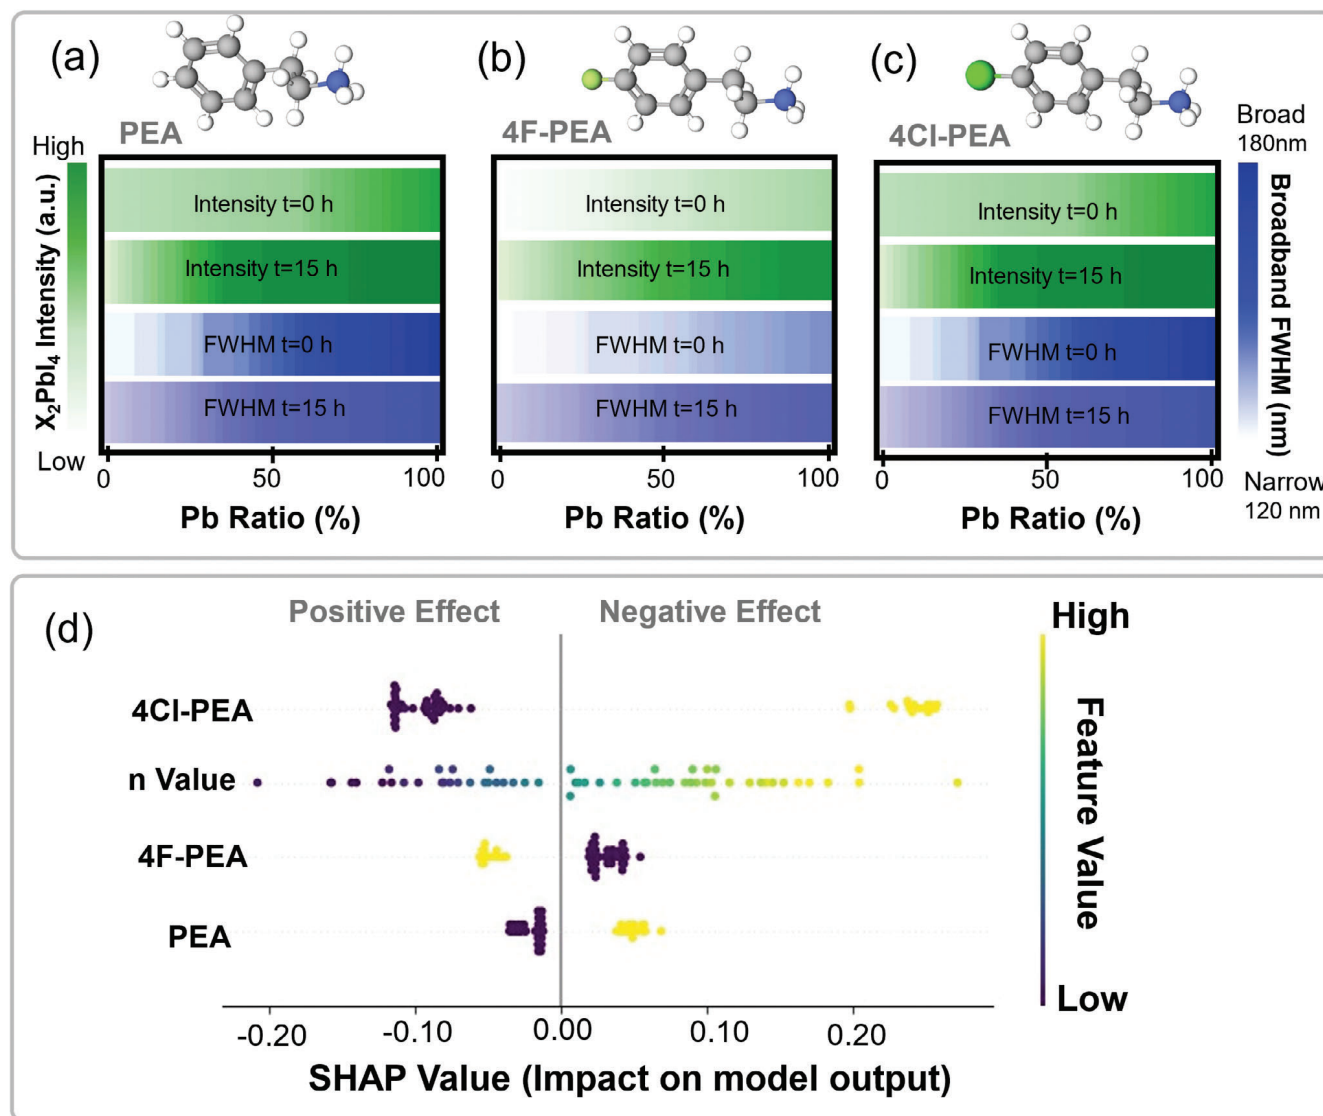 (a)
PEA
(b)
4F-PEA
(c)
4Cl-PEA
High
X₂PbI₄ Intensity (a.u.)
Low
Intensity t=0 h
Intensity t=15 h
FWHM t=0 h
FWHM t=15 h
0 50 100
Pb Ratio (%)
Intensity t=0 h
Intensity t=15 h
FWHM t=0 h
FWHM t=15 h
0 50 100
Pb Ratio (%)
Intensity t=0 h
Intensity t=15 h
FWHM t=0 h
FWHM t=15 h
0 50 100
Pb Ratio (%)
Broad
180nm
Broadband FWHM (nm)
Narrow
120 nm
(d)
Positive Effect
Negative Effect
4Cl-PEA
n Value
4F-PEA
PEA
-0.20 -0.10 0.00 0.10 0.20
SHAP Value (Impact on model output)
High
Feature Value
Low